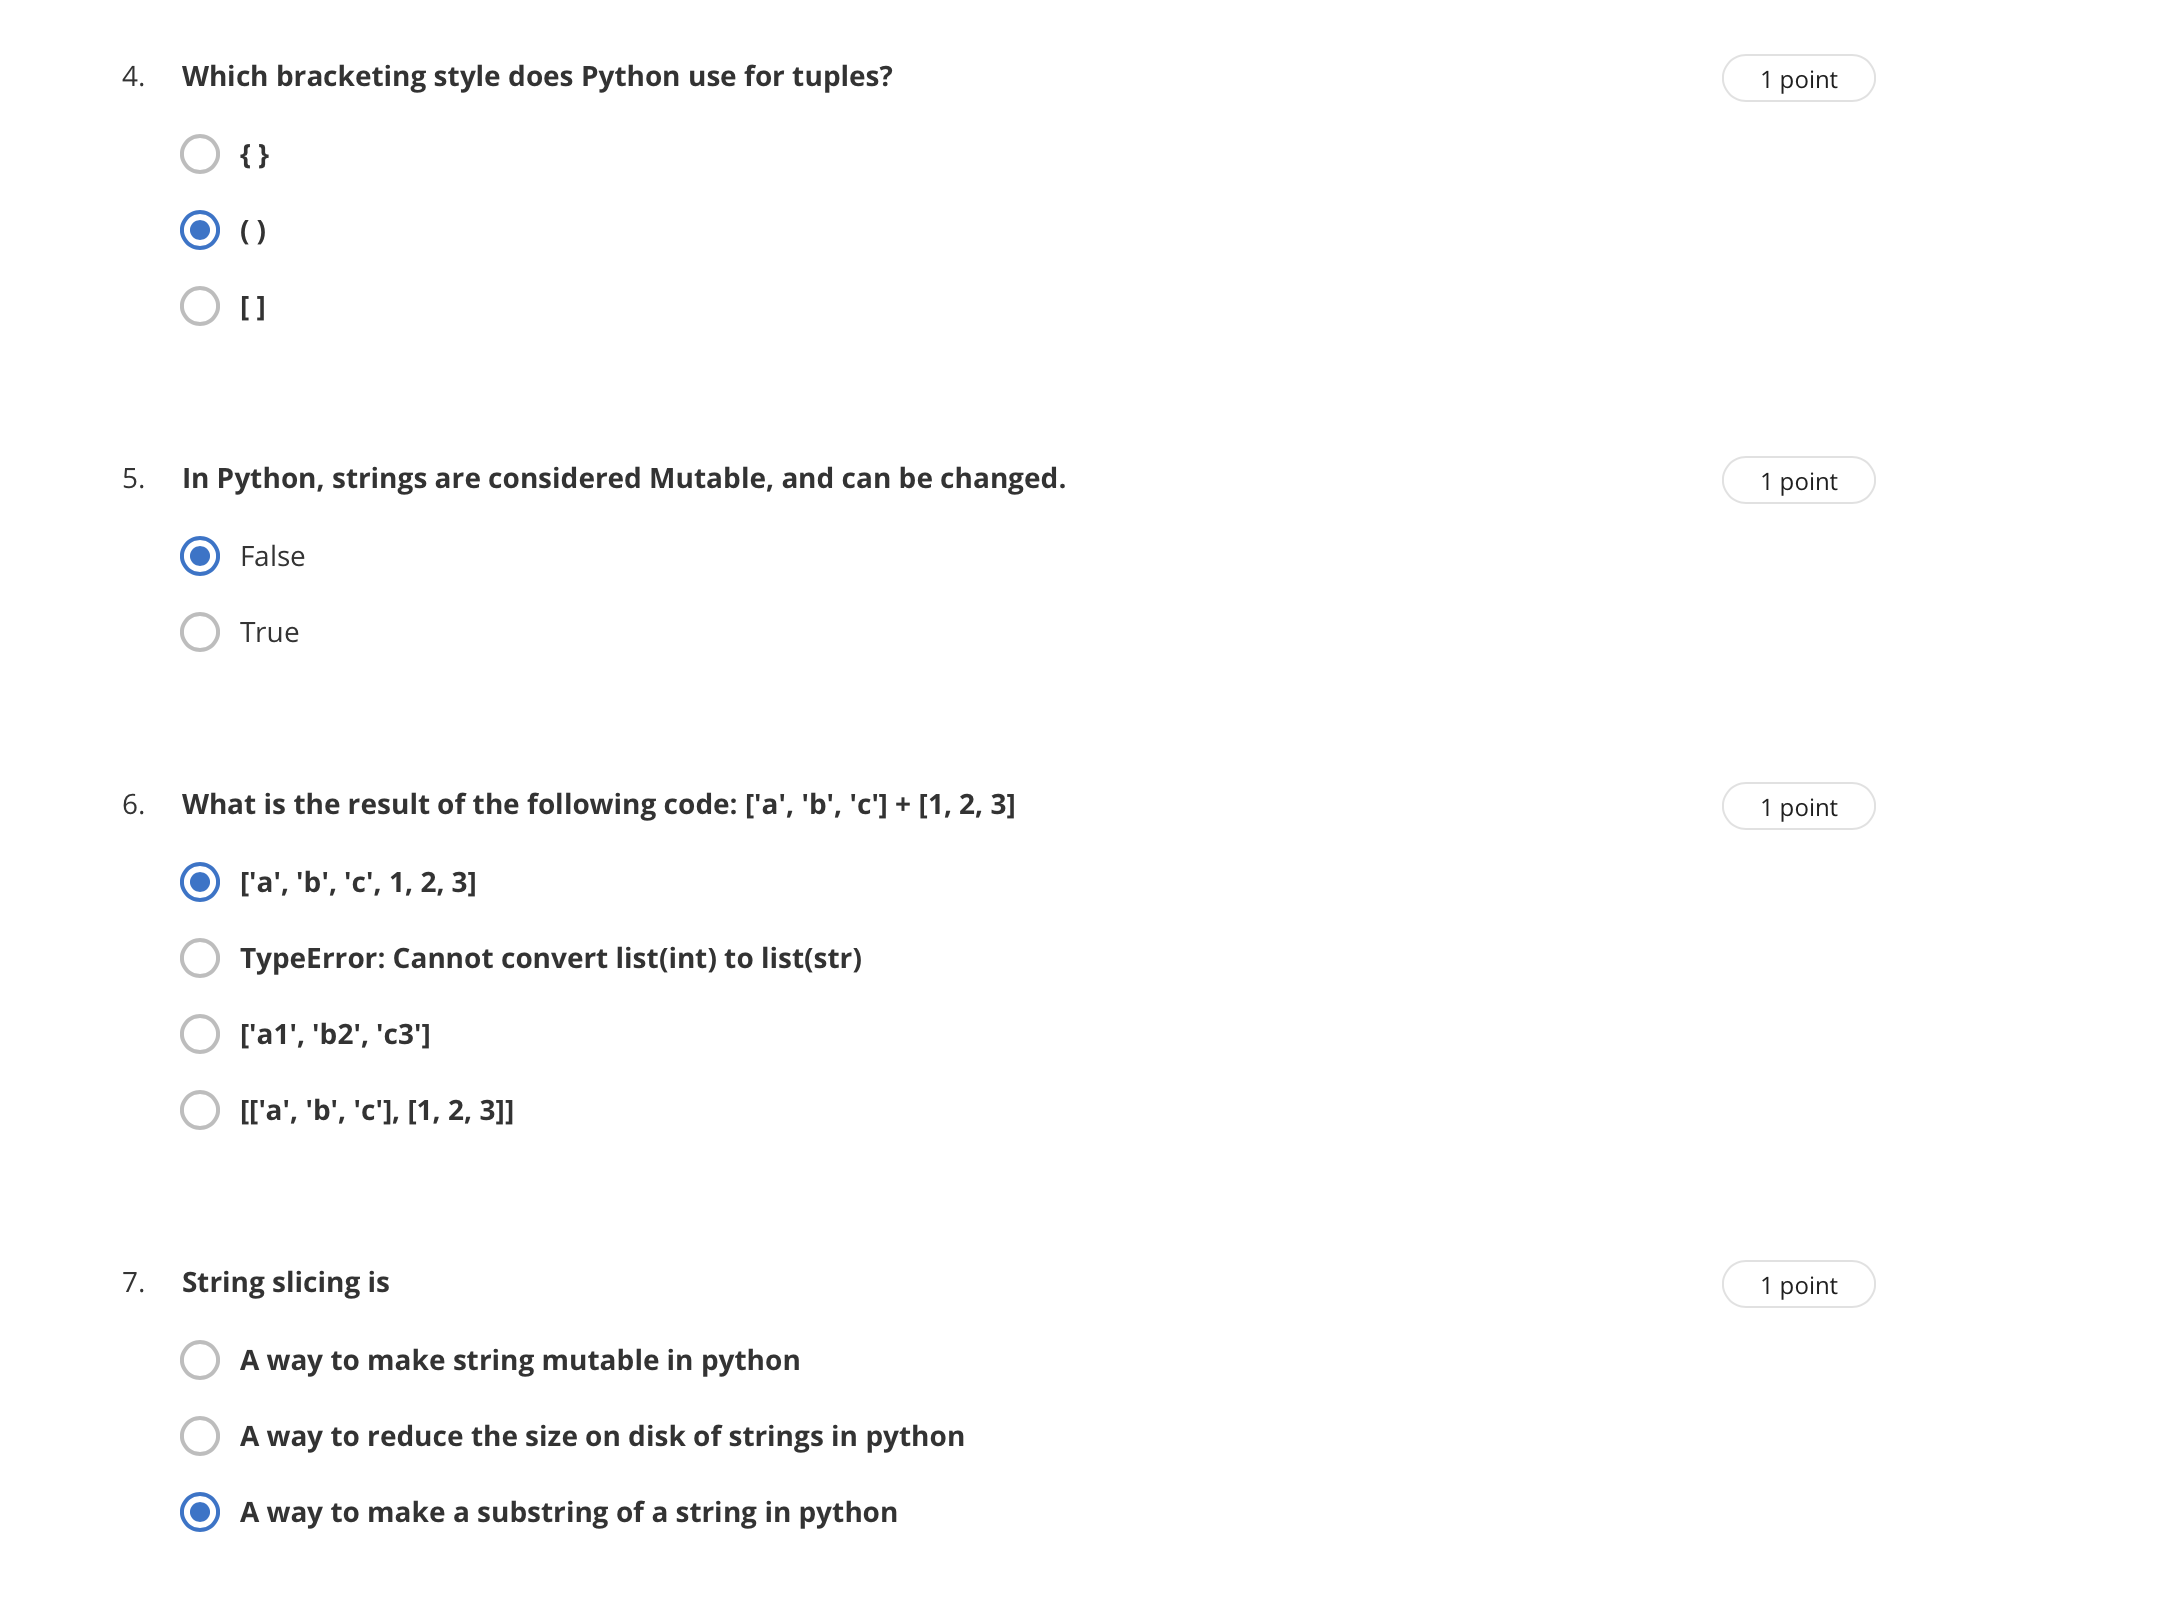 4. Which bracketing style does Python use for tuples? 1 point
{ }
( )
[ ]
5. In Python, strings are considered Mutable, and can be changed. 1 point
False
True
6. What is the result of the following code: ['a', 'b', 'c'] + [1, 2, 3] 1 point
['a', 'b', 'c', 1, 2, 3]
TypeError: Cannot convert list(int) to list(str)
['a1', 'b2', 'c3']
[['a', 'b', 'c'], [1, 2, 3]]
7. String slicing is 1 point
A way to make string mutable in python
A way to reduce the size on disk of strings in python
A way to make a substring of a string in python